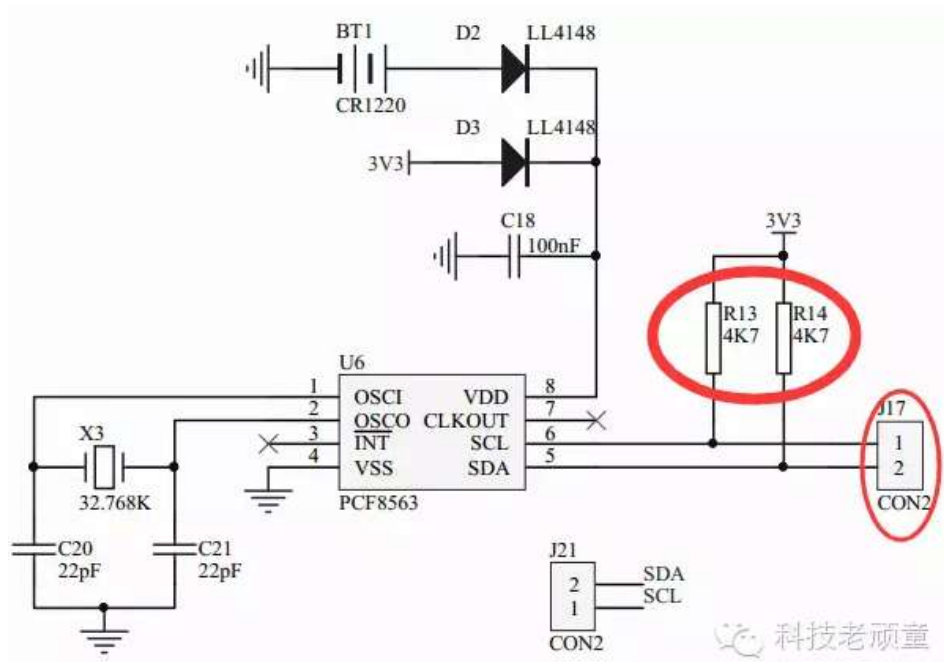 BT1
D2
LL4148
CR1220
D3
LL4148
3V3
C18
100nF
3V3
R13
4K7
R14
4K7
U6
1
OSCI
VDD
8
2
OSCO
CLKOUT
7
3
INT
SCL
6
4
VSS
SDA
5
PCF8563
X3
32.768K
C20
22pF
C21
22pF
J17
1
2
CON2
J21
2
SDA
1
SCL
CON2
科技老顽童